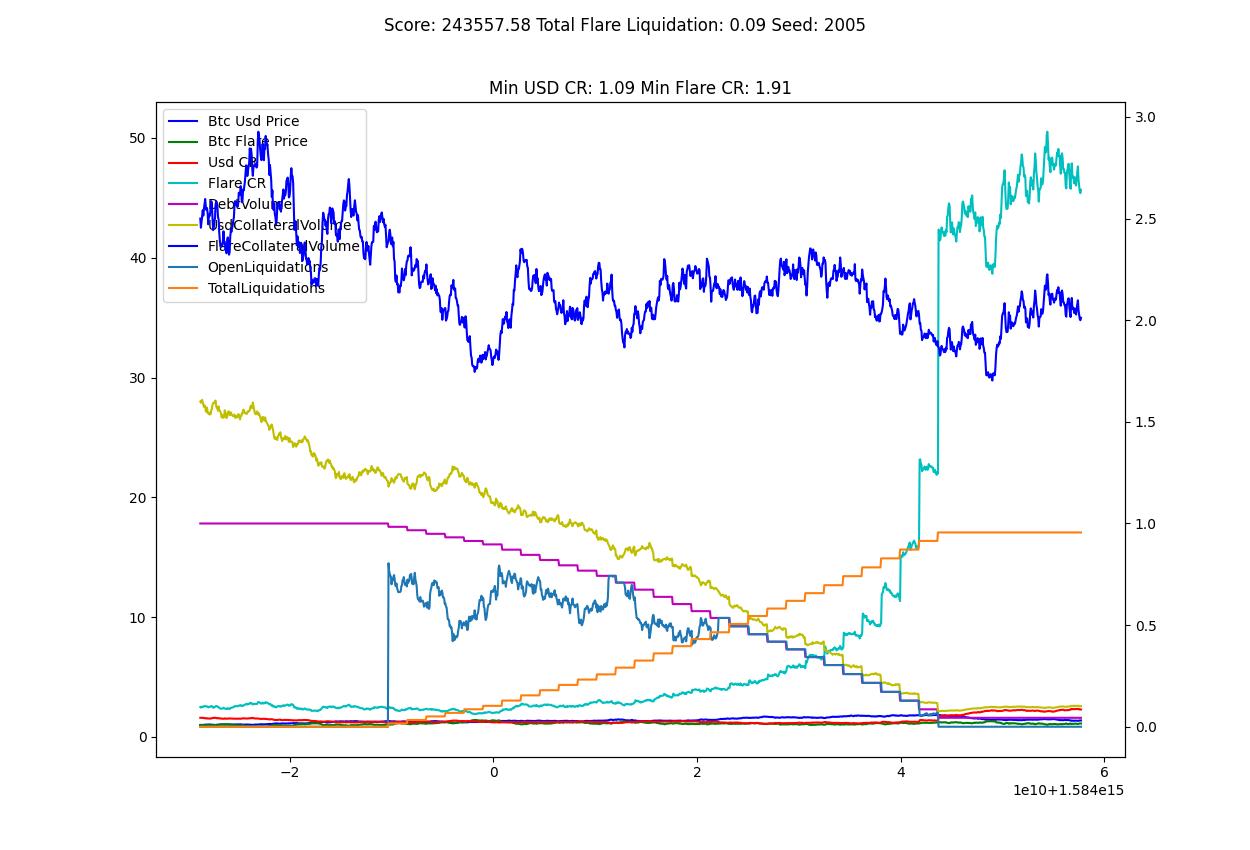 Score: 243557.58 Total Flare Liquidation: 0.09 Seed: 2005
Min USD CR: 1.09 Min Flare CR: 1.91
Btc Usd Price
Btc Flare Price
Usd CR
Flare CR
DebtVolume
UsdCollateralVolume
FlareCollateralVolume
OpenLiquidations
TotalLiquidations
50
40
30
20
10
0
3.0
2.5
2.0
1.5
1.0
0.5
0.0
−2 0 2 4 6
1e10+1.584e15